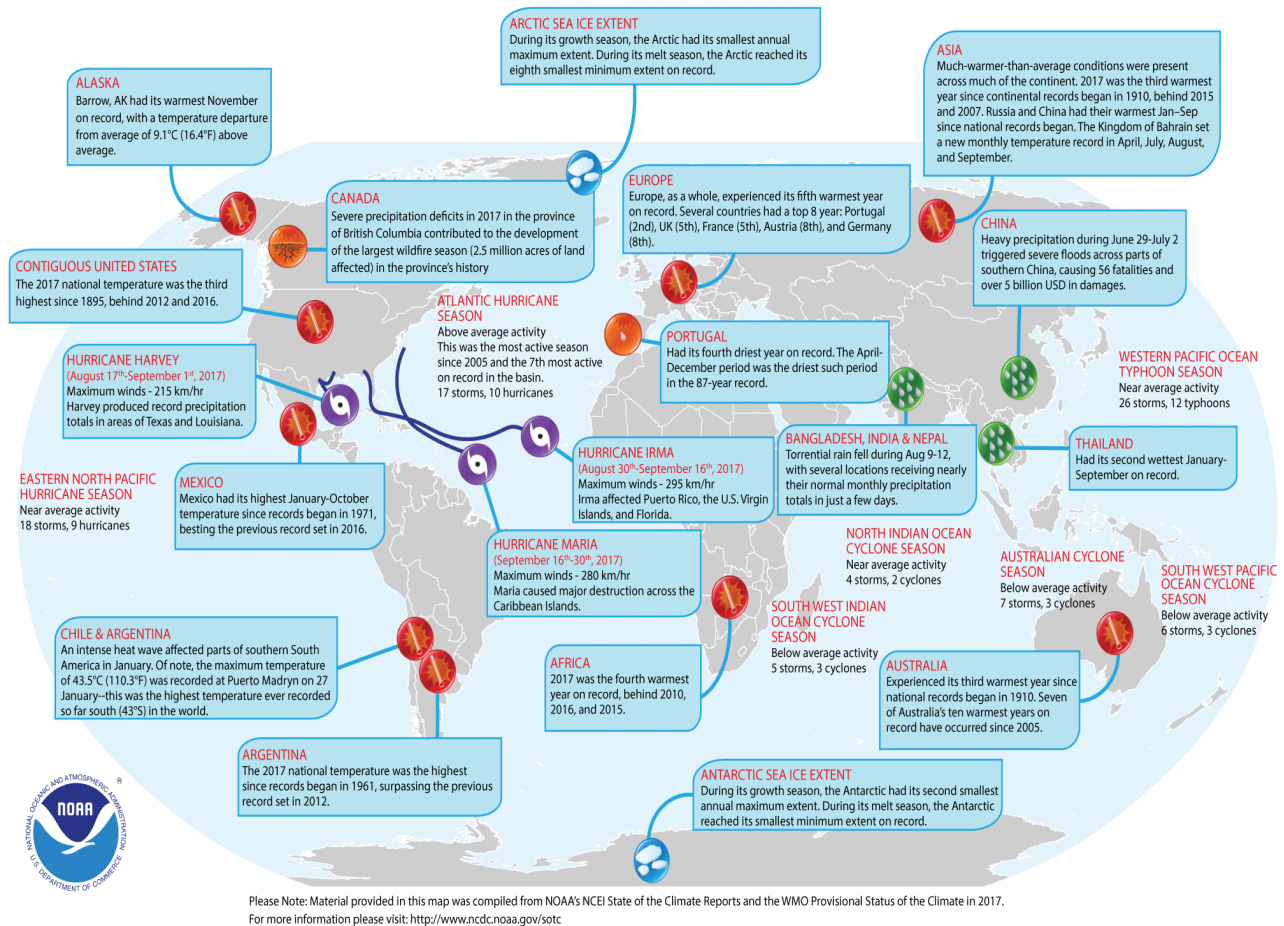 ARCTIC SEA ICE EXTENT
During its growth season, the Arctic had its smallest annual
maximum extent. During its melt season, the Arctic reached its
eighth smallest minimum extent on record.
ASIA
Much-warmer-than-average conditions were present
across much of the continent. 2017 was the third warmest
year since continental records began in 1910, behind 2015
and 2007. Russia and China had their warmest Jan–Sep
since national records began. The Kingdom of Bahrain set
a new monthly temperature record in April, July, August,
and September.
ALASKA
Barrow, AK had its warmest November
on record, with a temperature departure
from average of 9.1°C (16.4°F) above
average.
CANADA
Severe precipitation deficits in 2017 in the province
of British Columbia contributed to the development
of the largest wildfire season (2.5 million acres of land
affected) in the province's history
EUROPE
Europe, as a whole, experienced its fifth warmest year
on record. Several countries had a top 8 year: Portugal
(2nd), UK (5th), France (5th), Austria (8th), and Germany
(8th).
CHINA
Heavy precipitation during June 29-July 2
triggered severe floods across parts of
southern China, causing 56 fatalities and
over 5 billion USD in damages.
CONTIGUOUS UNITED STATES
The 2017 national temperature was the third
highest since 1895, behind 2012 and 2016.
ATLANTIC HURRICANE
SEASON
Above average activity
This was the most active season
since 2005 and the 7th most active
on record in the basin.
17 storms, 10 hurricanes
PORTUGAL
Had its fourth driest year on record. The April-
December period was the driest such period
in the 87-year record.
HURRICANE HARVEY
(August 17th-September 1st, 2017)
Maximum winds - 215 km/hr
Harvey produced record precipitation
totals in areas of Texas and Louisiana.
WESTERN PACIFIC OCEAN
TYPHOON SEASON
Near average activity
26 storms, 12 typhoons
EASTERN NORTH PACIFIC
HURRICANE SEASON
Near average activity
18 storms, 9 hurricanes
MEXICO
Mexico had its highest January-October
temperature since records began in 1971,
besting the previous record set in 2016.
HURRICANE IRMA
(August 30th-September 16th, 2017)
Maximum winds - 295 km/hr
Irma affected Puerto Rico, the U.S. Virgin
Islands, and Florida.
BANGLADESH, INDIA & NEPAL
Torrential rain fell during Aug 9-12,
with several locations receiving nearly
their normal monthly precipitation
totals in just a few days.
THAILAND
Had its second wettest January-
September on record.
HURRICANE MARIA
(September 16th-30th, 2017)
Maximum winds - 280 km/hr
Maria caused major destruction across the
Caribbean Islands.
NORTH INDIAN OCEAN
CYCLONE SEASON
Near average activity
4 storms, 2 cyclones
AUSTRALIAN CYCLONE
SEASON
Below average activity
7 storms, 3 cyclones
SOUTH WEST PACIFIC
OCEAN CYCLONE
SEASON
Below average activity
6 storms, 3 cyclones
SOUTH WEST INDIAN
OCEAN CYCLONE
SEASON
Below average activity
5 storms, 3 cyclones
CHILE & ARGENTINA
An intense heat wave affected parts of southern South
America in January. Of note, the maximum temperature
of 43.5°C (110.3°F) was recorded at Puerto Madryn on 27
January--this was the highest temperature ever recorded
so far south (43°S) in the world.
AFRICA
2017 was the fourth warmest
year on record, behind 2010,
2016, and 2015.
AUSTRALIA
Experienced its third warmest year since
national records began in 1910. Seven
of Australia's ten warmest years on
record have occurred since 2005.
ARGENTINA
The 2017 national temperature was the highest
since records began in 1961, surpassing the previous
record set in 2012.
ANTARCTIC SEA ICE EXTENT
During its growth season, the Antarctic had its second smallest
annual maximum extent. During its melt season, the Antarctic
reached its smallest minimum extent on record.
NATIONAL OCEANIC AND ATMOSPHERIC ADMINISTRATION
®
NOAA
U.S. DEPARTMENT OF COMMERCE
Please Note: Material provided in this map was compiled from NOAA's NCEI State of the Climate Reports and the WMO Provisional Status of the Climate in 2017.
For more information please visit: http://www.ncdc.noaa.gov/sotc